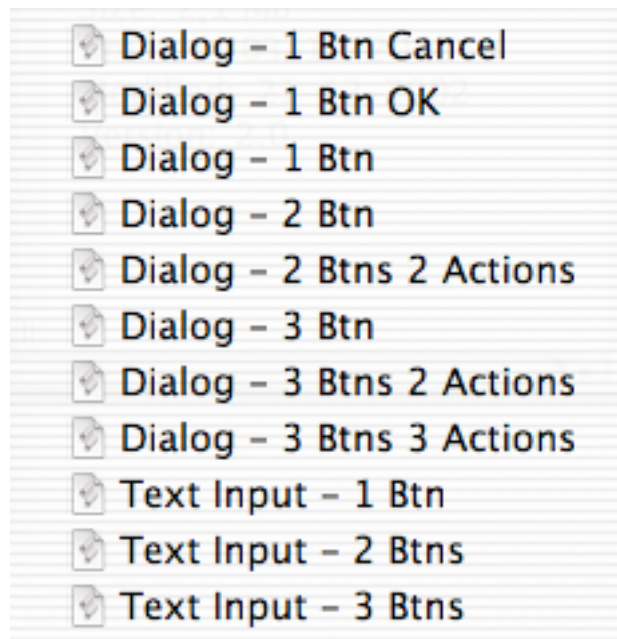 Dialog – 1 Btn Cancel
Dialog – 1 Btn OK
Dialog – 1 Btn
Dialog – 2 Btn
Dialog – 2 Btns 2 Actions
Dialog – 3 Btn
Dialog – 3 Btns 2 Actions
Dialog – 3 Btns 3 Actions
Text Input – 1 Btn
Text Input – 2 Btns
Text Input – 3 Btns